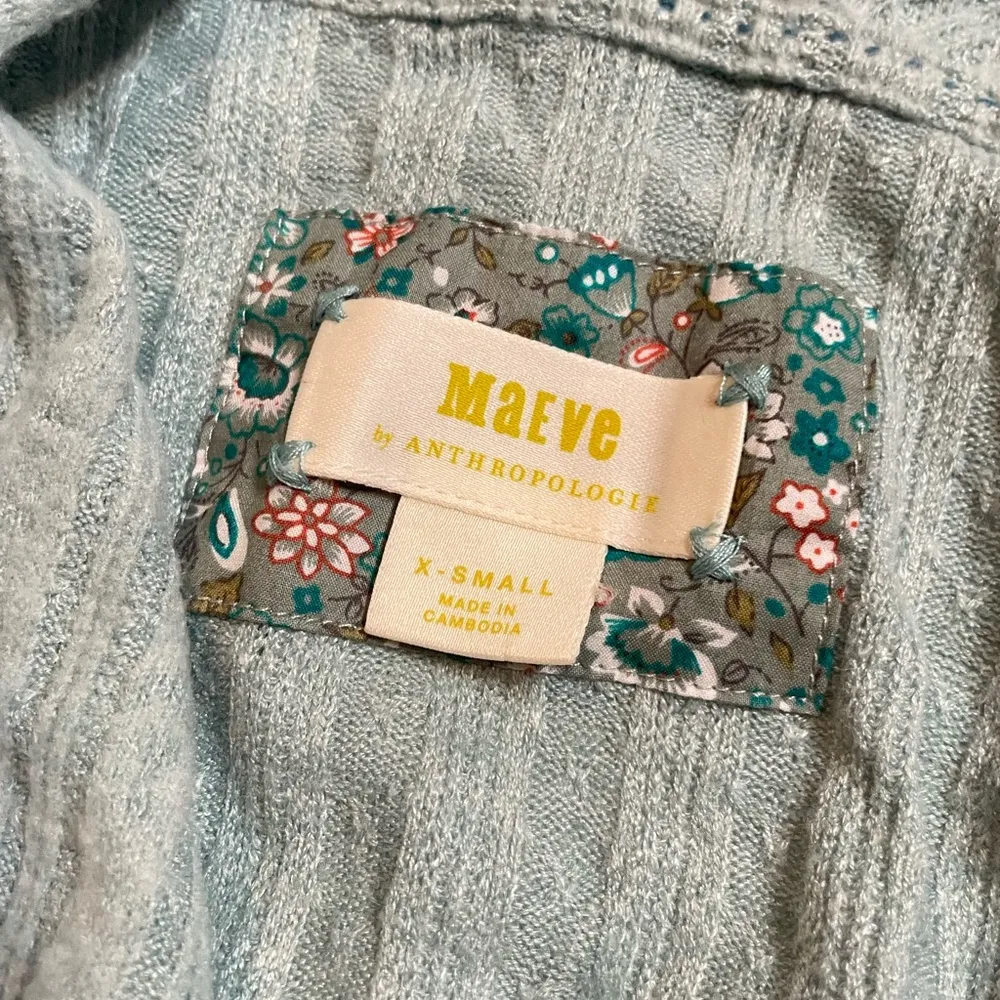 MaEVe
by ANTHROPOLOGIE
X-SMALL
MADE IN
CAMBODIA